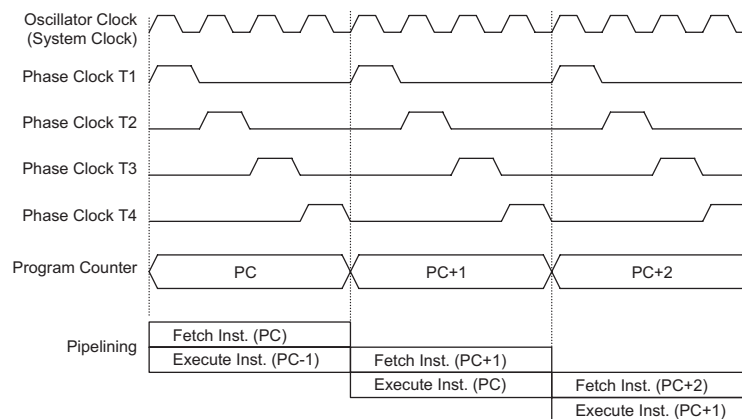 Oscillator Clock
(System Clock)
Phase Clock T1
Phase Clock T2
Phase Clock T3
Phase Clock T4
Program Counter
PC
PC+1
PC+2
Pipelining
Fetch Inst. (PC)
Execute Inst. (PC-1)
Fetch Inst. (PC+1)
Execute Inst. (PC)
Fetch Inst. (PC+2)
Execute Inst. (PC+1)